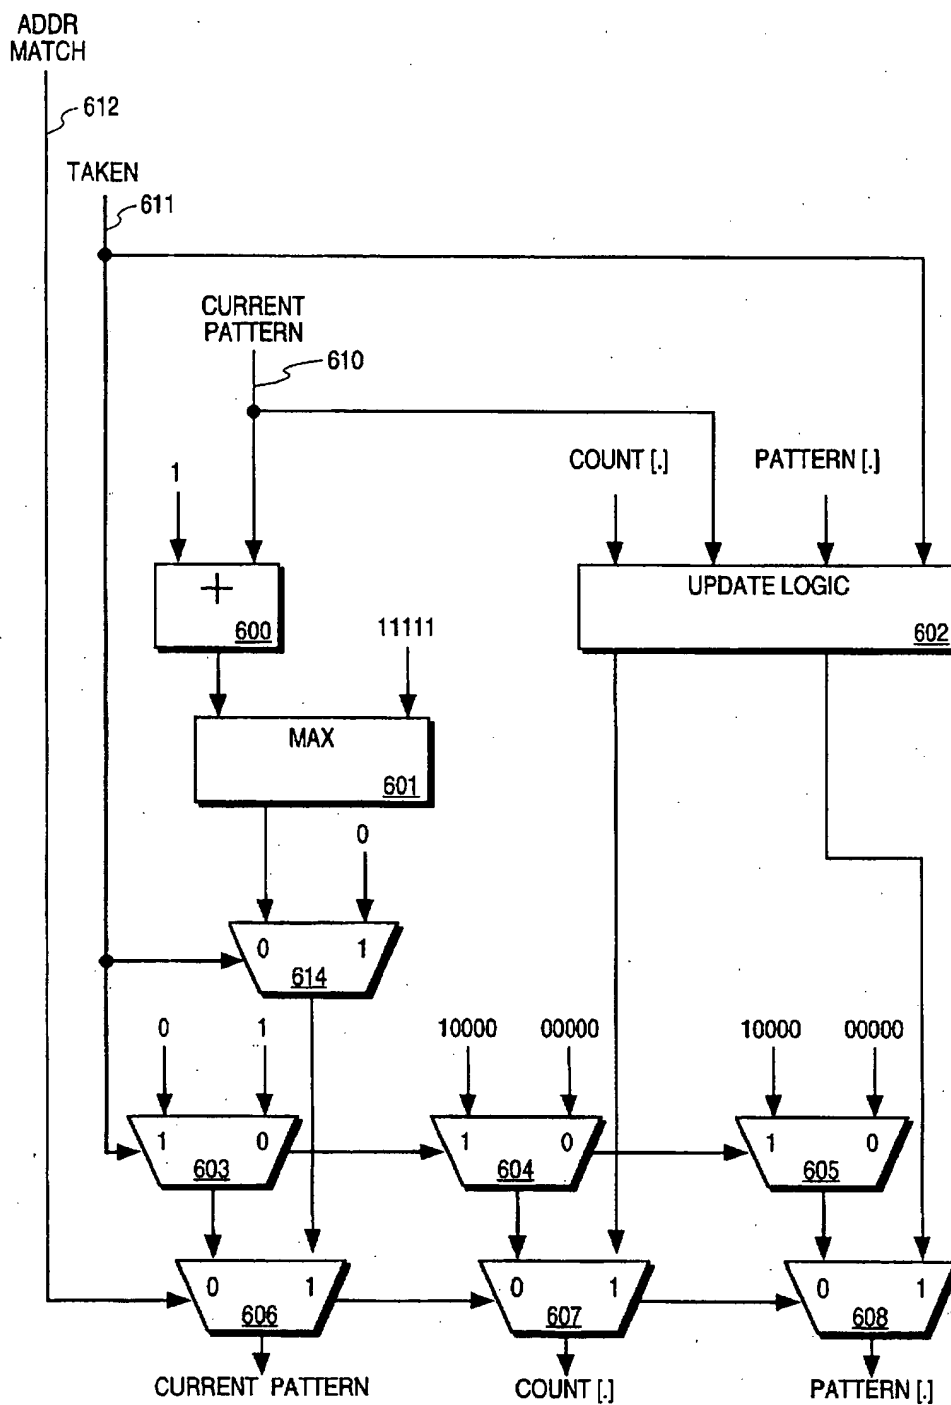 ADDR
MATCH
612
TAKEN
611
CURRENT
PATTERN
610
COUNT [.]
PATTERN [.]
1
+
600
UPDATE LOGIC
602
11111
MAX
601
0
0 1
614
0 1
10000 00000
10000 00000
1 0
603
1 0
604
1 0
605
0 1
606
0 1
607
0 1
608
CURRENT PATTERN
COUNT [.]
PATTERN [.]